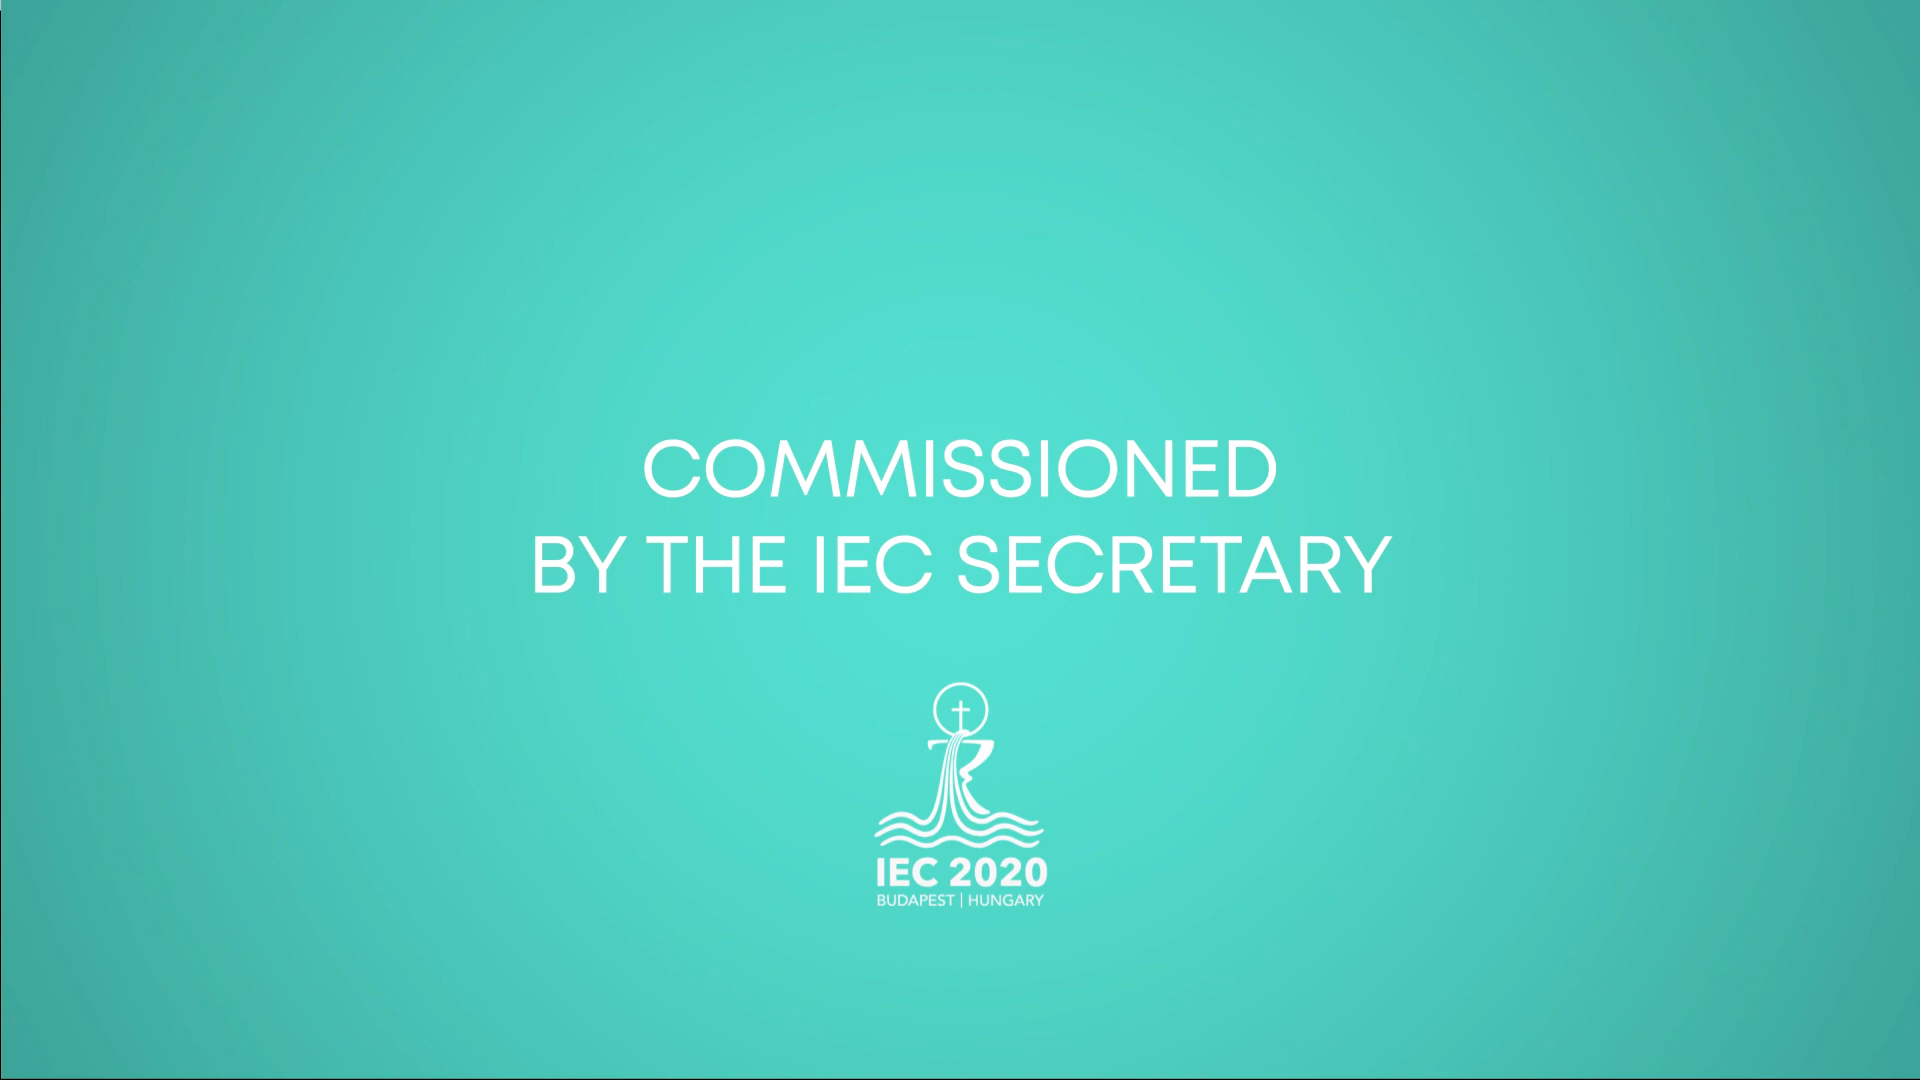 COMMISSIONED
BY THE IEC SECRETARY
IEC 2020
BUDAPEST | HUNGARY